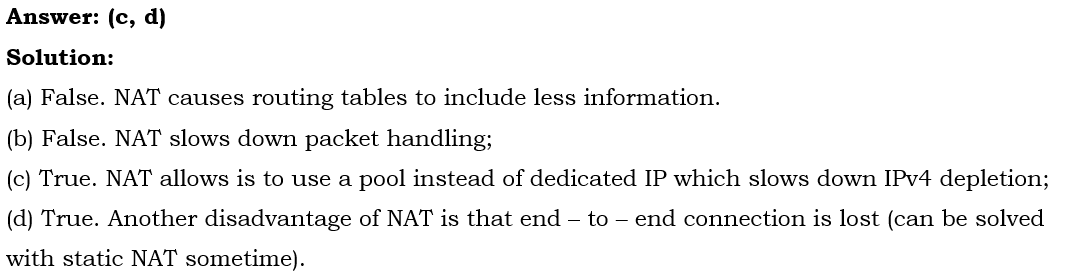 Answer: (c, d)
Solution:
(a) False. NAT causes routing tables to include less information.
(b) False. NAT slows down packet handling;
(c) True. NAT allows is to use a pool instead of dedicated IP which slows down IPv4 depletion;
(d) True. Another disadvantage of NAT is that end – to – end connection is lost (can be solved
with static NAT sometime).